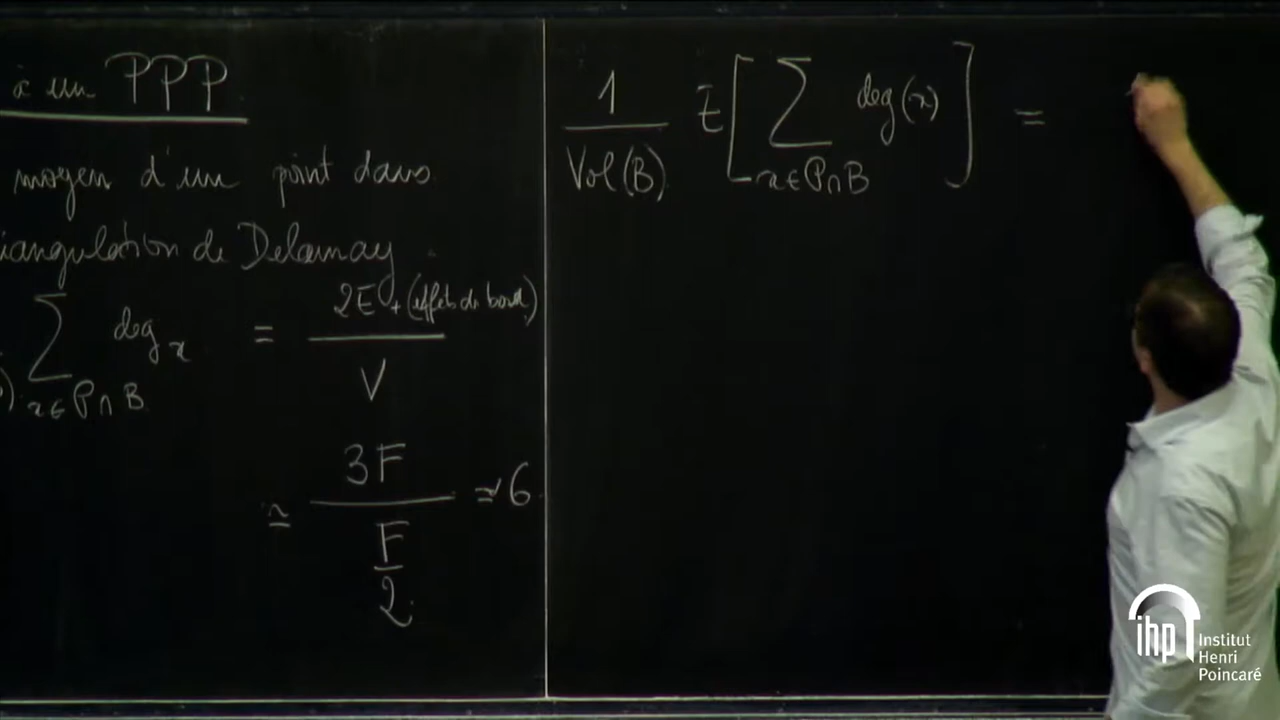 à un PPP
moyen d'un point dans
iangulation de Delaunay
∑ deg x = 2E + (effets de bord) / V
) x ∈ P ∩ B
≃ 3F / (F / 2) ≃ 6
1 / Vol(B) E [ ∑ deg(x) ] =
x ∈ P ∩ B
ihp Institut
Henri
Poincaré